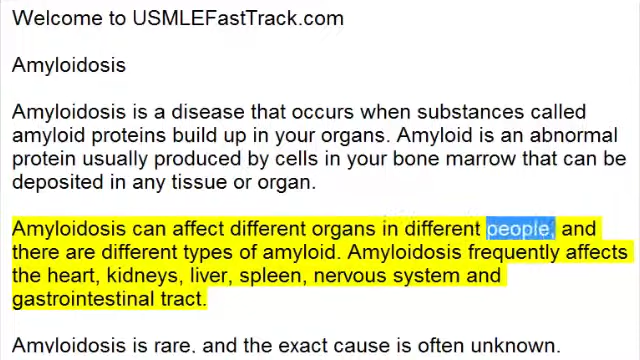 Welcome to USMLEFastTrack.com
Amyloidosis
Amyloidosis is a disease that occurs when substances called
amyloid proteins build up in your organs. Amyloid is an abnormal
protein usually produced by cells in your bone marrow that can be
deposited in any tissue or organ.
Amyloidosis can affect different organs in different people, and
there are different types of amyloid. Amyloidosis frequently affects
the heart, kidneys, liver, spleen, nervous system and
gastrointestinal tract.
Amyloidosis is rare, and the exact cause is often unknown.